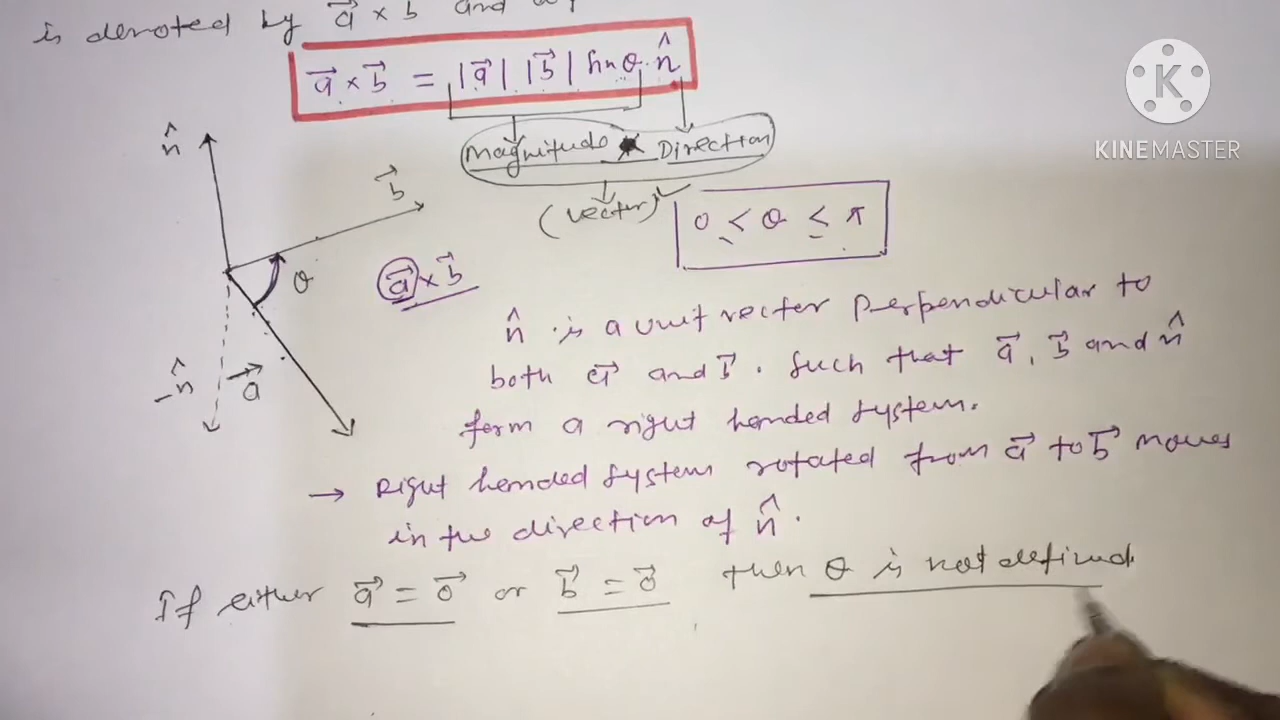 is denoted by a⃗ × b⃗ and
a⃗ × b⃗ = |a⃗| |b⃗| sin θ. n̂
K
KINEMASTER
Magnitude × Direction
(vector)
0 < θ ≤ π
n̂
b⃗
θ
a⃗ × b⃗
-n̂
a⃗
n̂ is a unit vector Perpendicular to
both a⃗ and b⃗. Such that a⃗, b⃗ and n̂
form a right handed system.
→ Right handed system rotated from a⃗ to b⃗ moves
in the direction of n̂.
If either a⃗ = 0⃗ or b⃗ = 0⃗ then θ is not defined